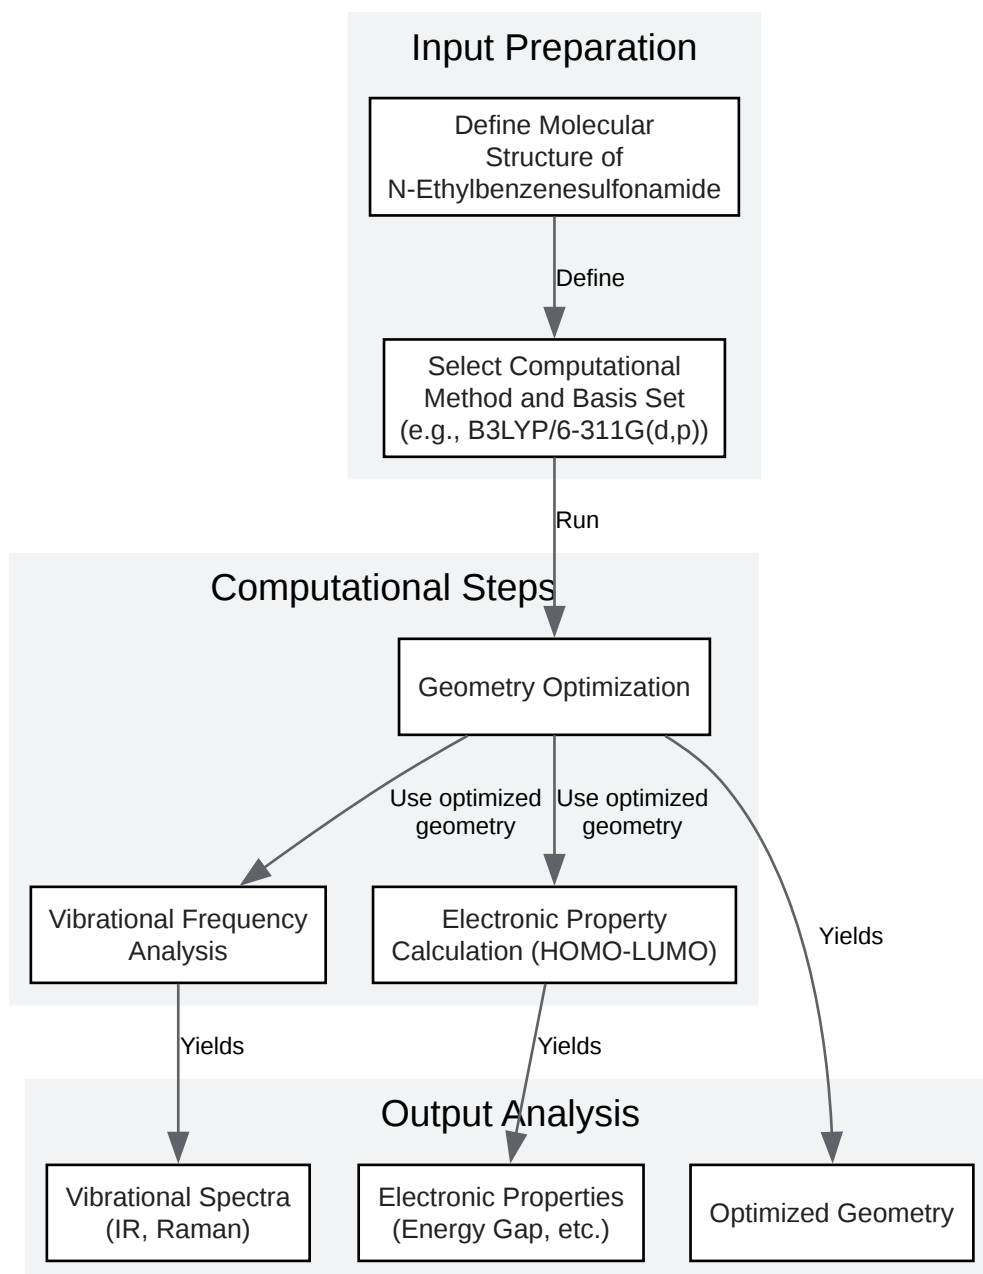 Input Preparation
Define Molecular
Structure of
N-Ethylbenzenesulfonamide
Define
Select Computational
Method and Basis Set
(e.g., B3LYP/6-311G(d,p))
Run
Computational Steps
Geometry Optimization
Use optimized
geometry
Use optimized
geometry
Vibrational Frequency
Analysis
Electronic Property
Calculation (HOMO-LUMO)
Yields
Yields
Yields
Output Analysis
Vibrational Spectra
(IR, Raman)
Electronic Properties
(Energy Gap, etc.)
Optimized Geometry